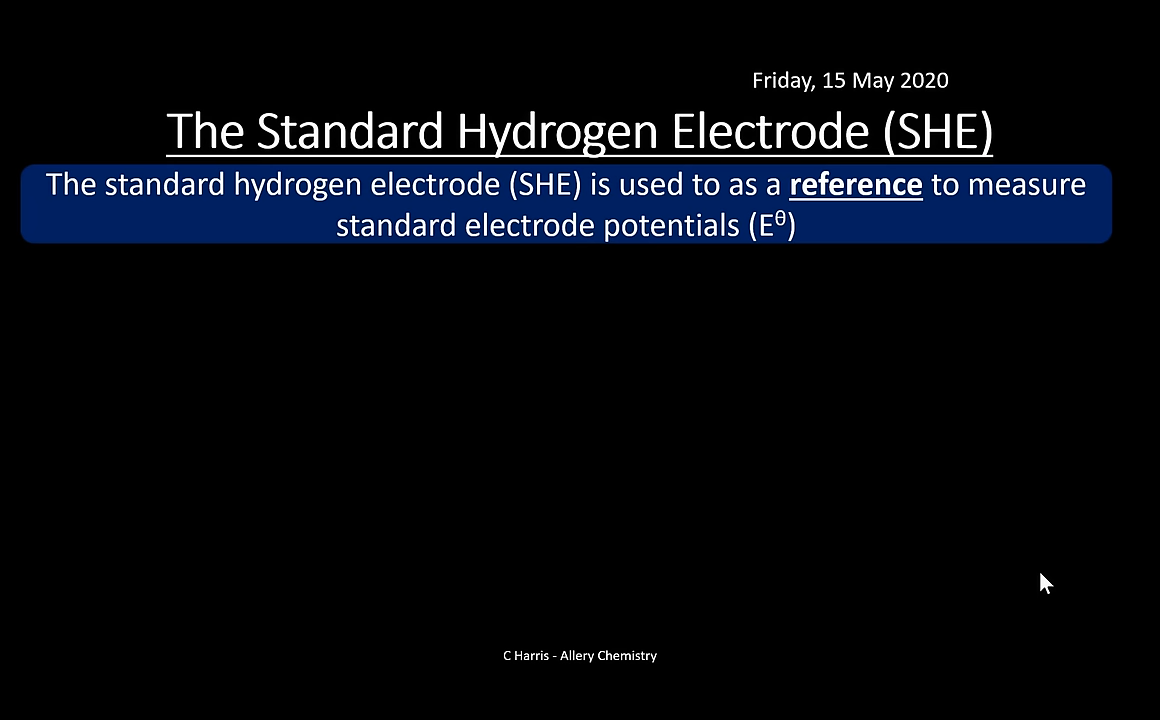 Friday, 15 May 2020
The Standard Hydrogen Electrode (SHE)
The standard hydrogen electrode (SHE) is used to as a reference to measure
standard electrode potentials (Eᶿ)
C Harris - Allery Chemistry